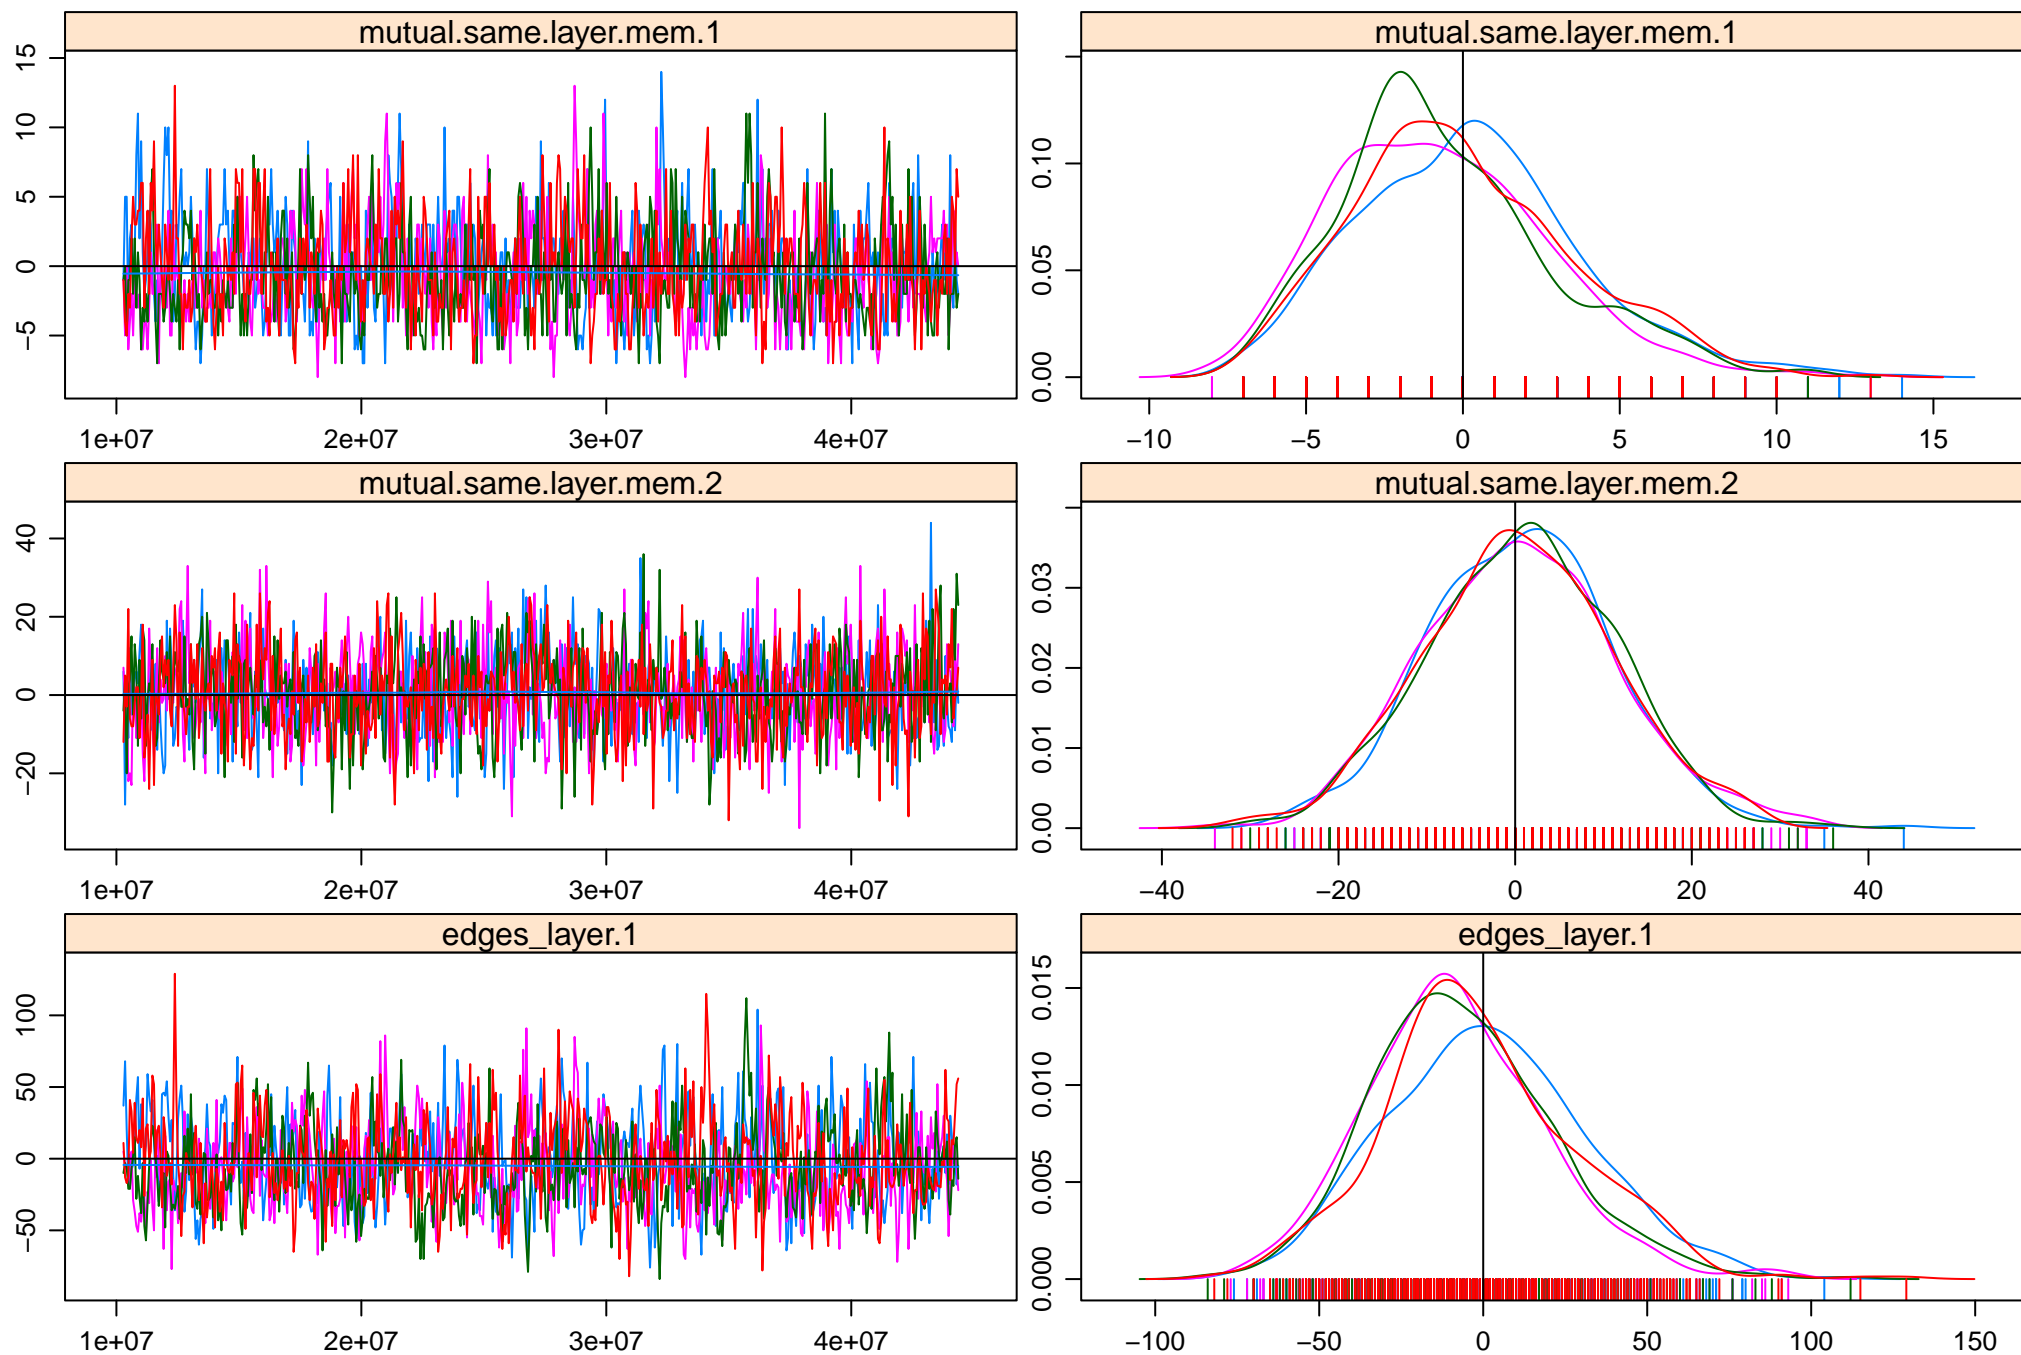 mutual.same.layer.mem.1
15
10
5
0
−5
1e+07 2e+07 3e+07 4e+07
mutual.same.layer.mem.1
0.10
0.05
0.00
−10 −5 0 5 10 15
mutual.same.layer.mem.2
40
20
0
−20
1e+07 2e+07 3e+07 4e+07
mutual.same.layer.mem.2
0.03
0.02
0.01
0.00
−40 −20 0 20 40
edges_layer.1
100
50
0
−50
1e+07 2e+07 3e+07 4e+07
edges_layer.1
0.015
0.010
0.005
0.000
−100 −50 0 50 100 150